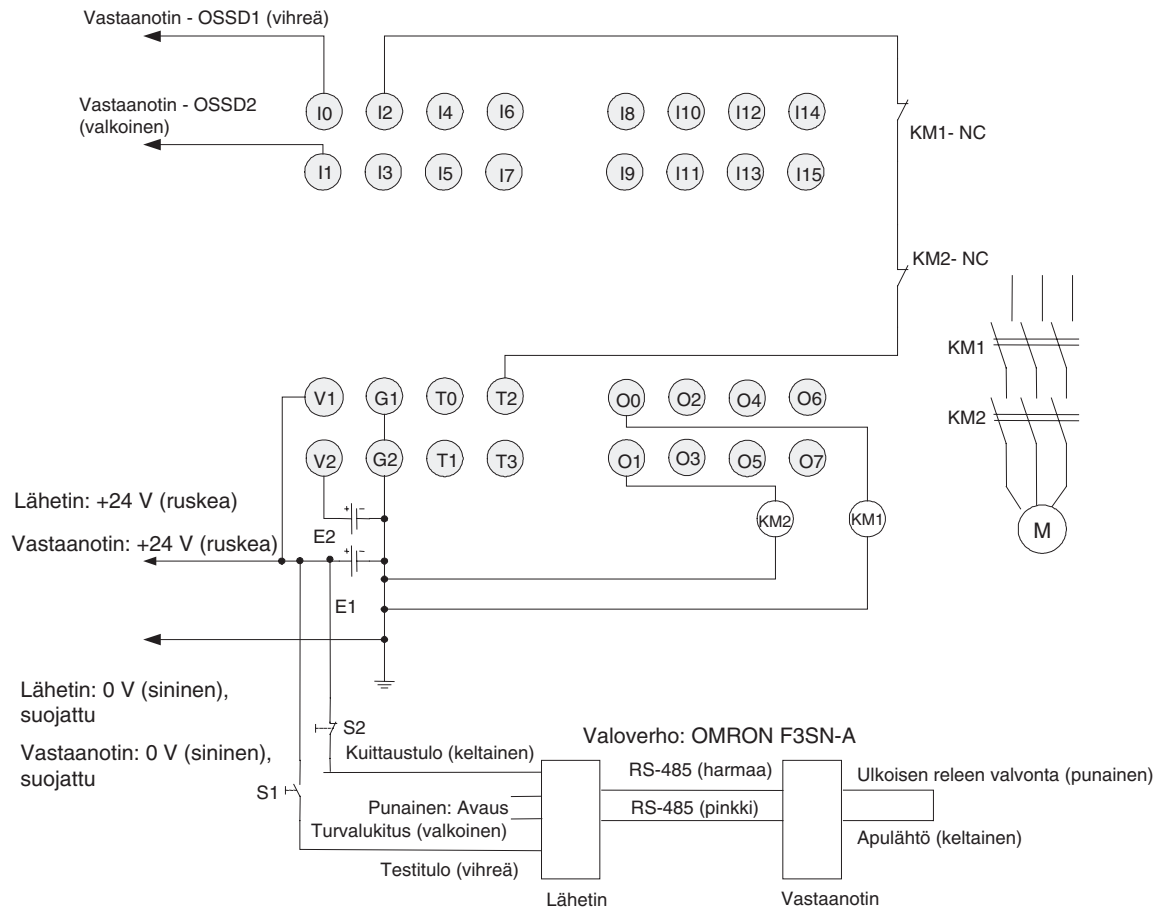 Vastaanotin - OSSD1 (vihreä)
Vastaanotin - OSSD2
(valkoinen)
I0 I2 I4 I6 I8 I10 I12 I14
KM1- NC
I1 I3 I5 I7 I9 I11 I13 I15
KM2- NC
KM1
V1 G1 T0 T2 O0 O2 O4 O6
KM2
V2 G2 T1 T3 O1 O3 O5 O7
Lähetin: +24 V (ruskea)
+ -
E2
KM2 KM1
M
Vastaanotin: +24 V (ruskea)
+ -
E1
Lähetin: 0 V (sininen),
suojattu
Vastaanotin: 0 V (sininen),
suojattu
S2
Valoverho: OMRON F3SN-A
Kuittaustulo (keltainen)
RS-485 (harmaa)
Ulkoisen releen valvonta (punainen)
S1
Punainen: Avaus
RS-485 (pinkki)
Turvalukitus (valkoinen)
Apulähtö (keltainen)
Testitulo (vihreä)
Lähetin
Vastaanotin